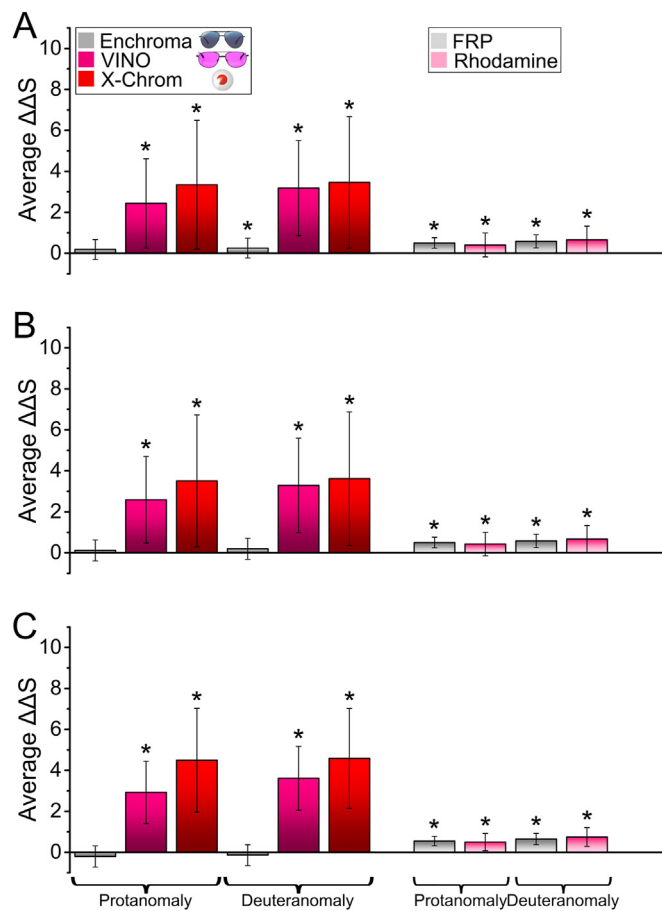 A
Enchroma
VINO
X-Chrom
FRP
Rhodamine
Average ΔΔS
10
8
6
4
2
0
*
*
*
*
*
*
*
*
*
B
Average ΔΔS
10
8
6
4
2
0
*
*
*
*
*
*
*
*
C
Average ΔΔS
10
8
6
4
2
0
*
*
*
*
*
*
*
*
Protanomaly
Deuteranomaly
Protanomaly
Deuteranomaly